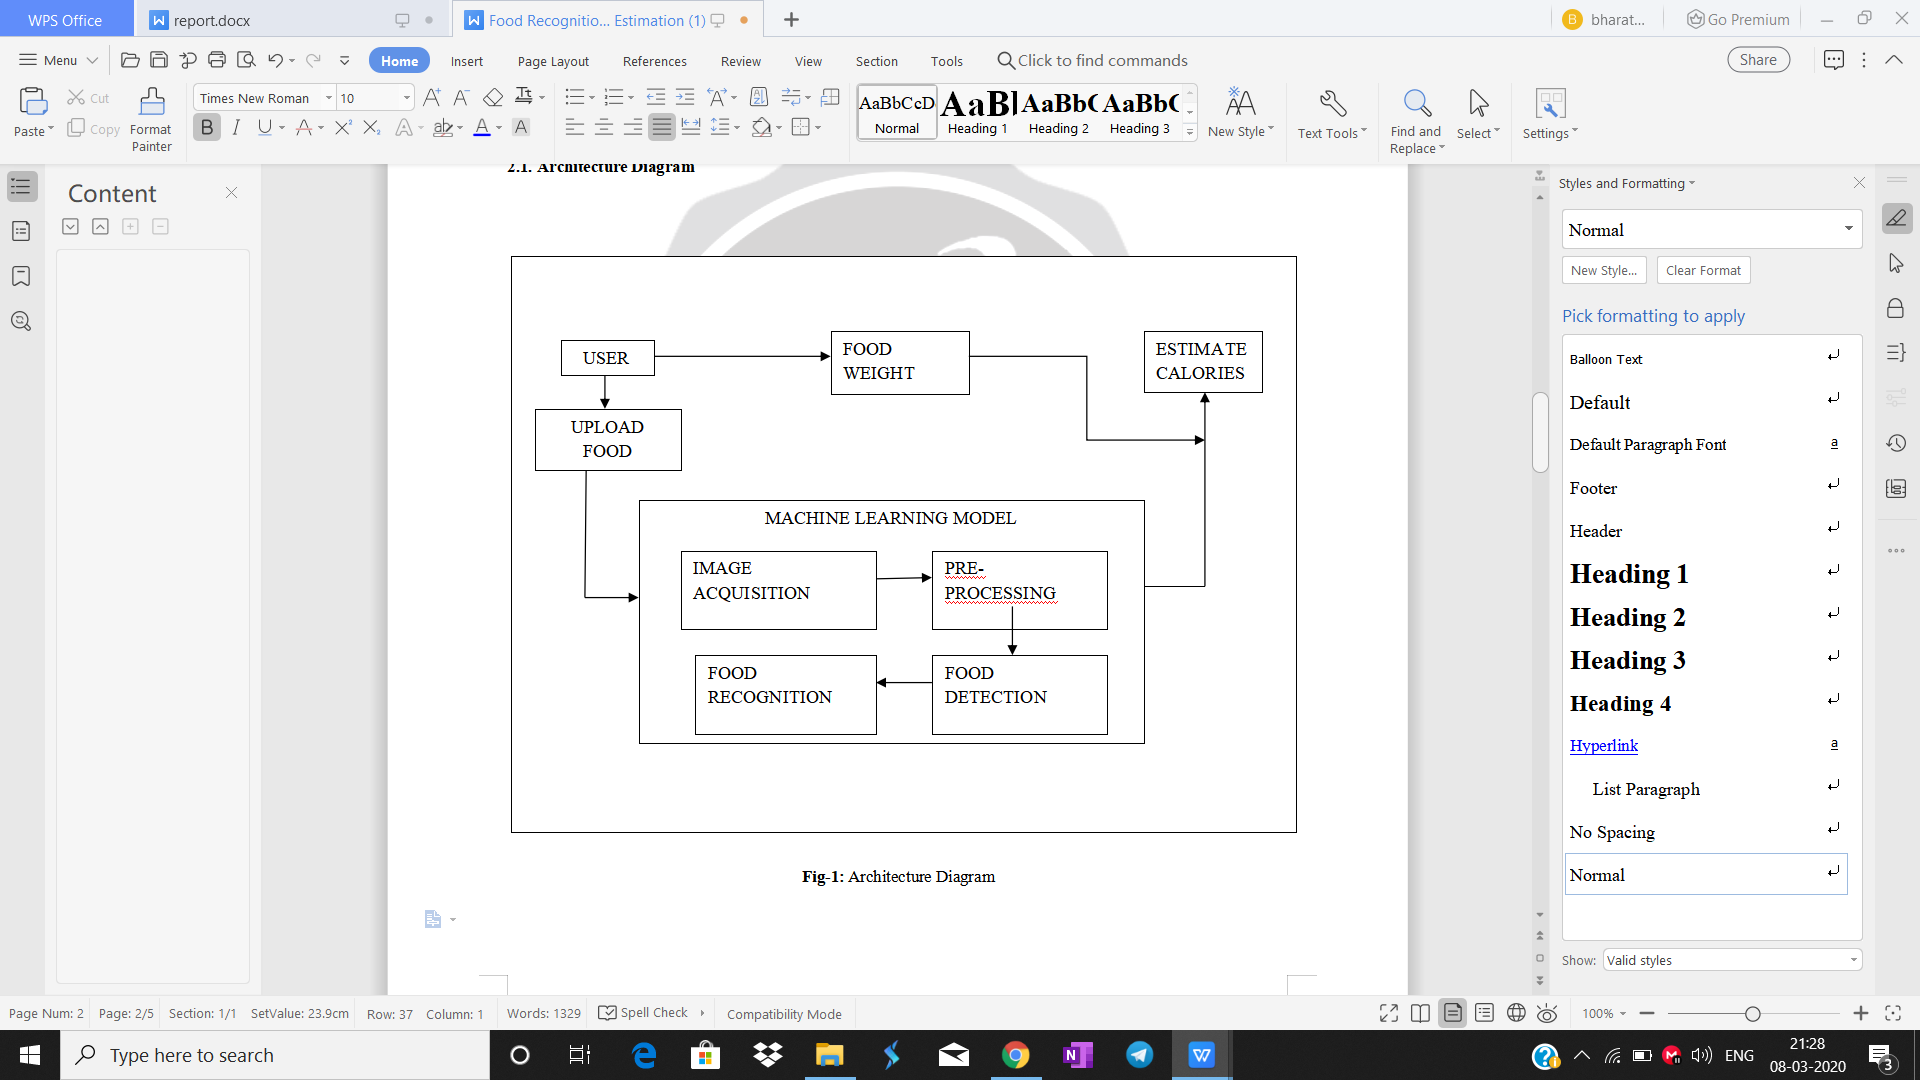 WPS Office
report.docx
Food Recognitio... Estimation (1)
bharat...
Go Premium
Menu
Home
Insert
Page Layout
References
Review
View
Section
Tools
Click to find commands
Share
Paste
Cut
Copy
Format
Painter
Times New Roman
10
AaBbCcD
Normal
AaBl
Heading 1
AaBb(
Heading 2
AaBb(
Heading 3
New Style
Text Tools
Find and
Replace
Select
Settings
Content
2.1. Architecture Diagram
USER
FOOD
WEIGHT
ESTIMATE
CALORIES
UPLOAD
FOOD
MACHINE LEARNING MODEL
IMAGE
ACQUISITION
PRE-
PROCESSING
FOOD
RECOGNITION
FOOD
DETECTION
Fig-1: Architecture Diagram
Styles and Formatting
Normal
New Style...
Clear Format
Pick formatting to apply
Balloon Text
Default
Default Paragraph Font
Footer
Header
Heading 1
Heading 2
Heading 3
Heading 4
Hyperlink
List Paragraph
No Spacing
Normal
Show:
Valid styles
Page Num: 2
Page: 2/5
Section: 1/1
SetValue: 23.9cm
Row: 37
Column: 1
Words: 1329
Spell Check
Compatibility Mode
100%
Type here to search
ENG
21:28
08-03-2020
3